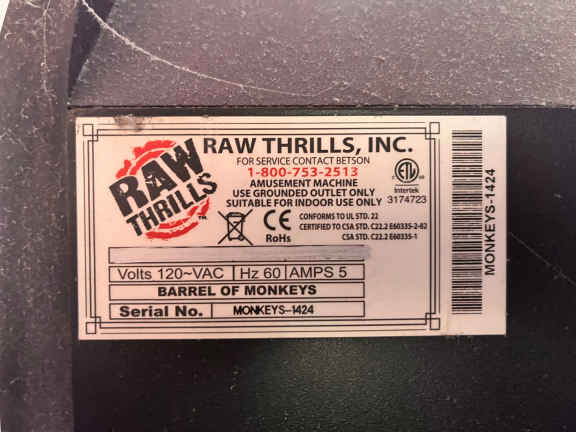 RAW THRILLS, INC.
FOR SERVICE CONTACT BETSON
1-800-753-2513
AMUSEMENT MACHINE
USE GROUNDED OUTLET ONLY
SUITABLE FOR INDOOR USE ONLY
RAW
THRILLS
TM
CE
RoHs
CONFORMS TO UL STD. 22
CERTIFIED TO CSA STD. C22.2 E60335-2-82
CSA STD. C22.2 E60335-1
ETL
Intertek
3174723
Volts 120~VAC Hz 60 AMPS 5
BARREL OF MONKEYS
Serial No. MONKEYS-1424
MONKEYS-1424